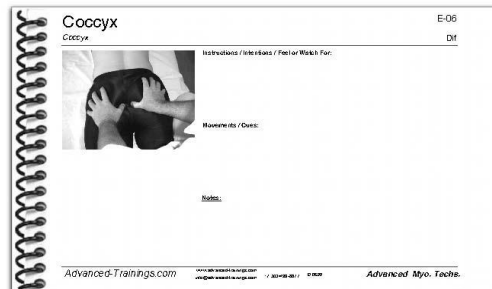 Coccyx
E-06
Coccyx
Dif
Instructions / Intentions / Feel or Watch For:
Movements / Cues:
Notes:
Advanced-Trainings.com
Advanced Myo. Techs.